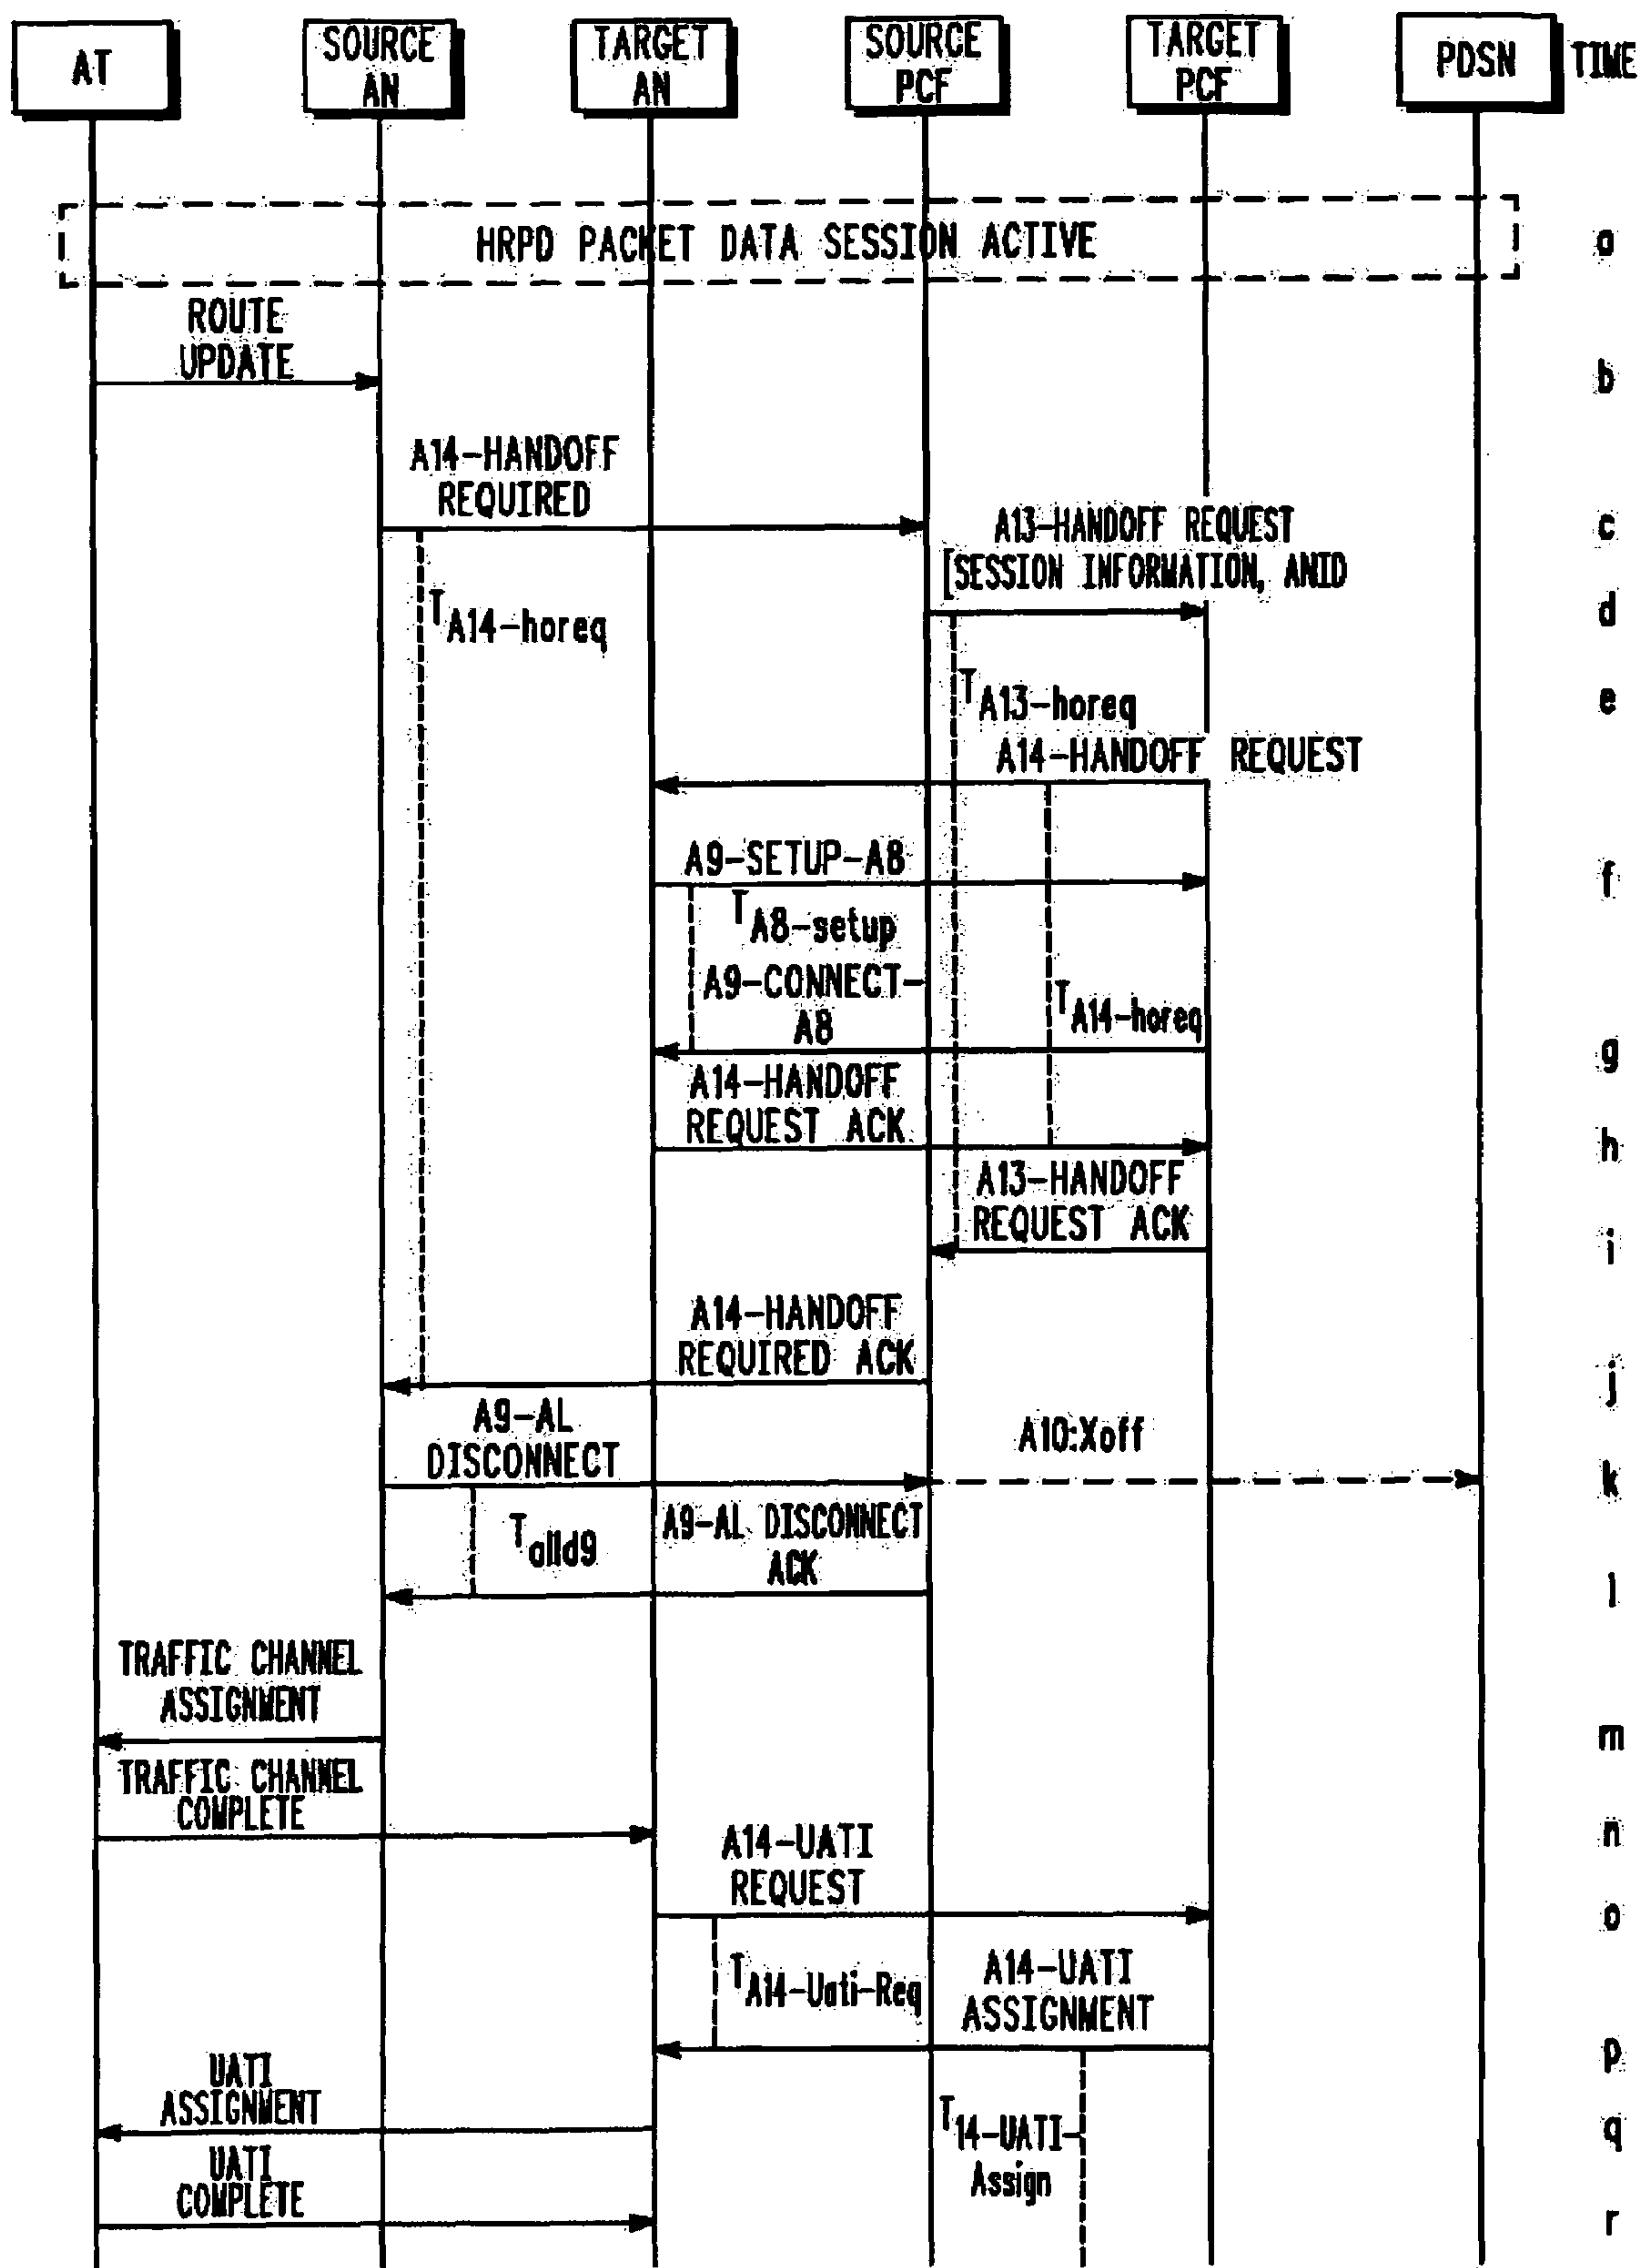 AT
SOURCE
AN
TARGET
AN
SOURCE
PCF
TARGET
PCF
PDSN
TIME
HRPD PACKET DATA SESSION ACTIVE
a
ROUTE
UPDATE
b
A14-HANDOFF
REQUIRED
c
A13-HANDOFF REQUEST
[SESSION INFORMATION, ANID
d
TA14-horeq
TA13-horeq
e
A14-HANDOFF REQUEST
A9-SETUP-A8
f
TA8-setup
A9-CONNECT-
A8
TA14-horeq
g
A14-HANDOFF
REQUEST ACK
h
A13-HANDOFF
REQUEST ACK
i
A14-HANDOFF
REQUIRED ACK
j
A9-AL
DISCONNECT
A10:Xoff
k
Talld9
A9-AL DISCONNECT
ACK
l
TRAFFIC CHANNEL
ASSIGNMENT
m
TRAFFIC CHANNEL
COMPLETE
n
A14-UATI
REQUEST
o
TA14-Uati-Req
A14-UATI
ASSIGNMENT
p
UATI
ASSIGNMENT
q
T14-UATI-
Assign
UATI
COMPLETE
r